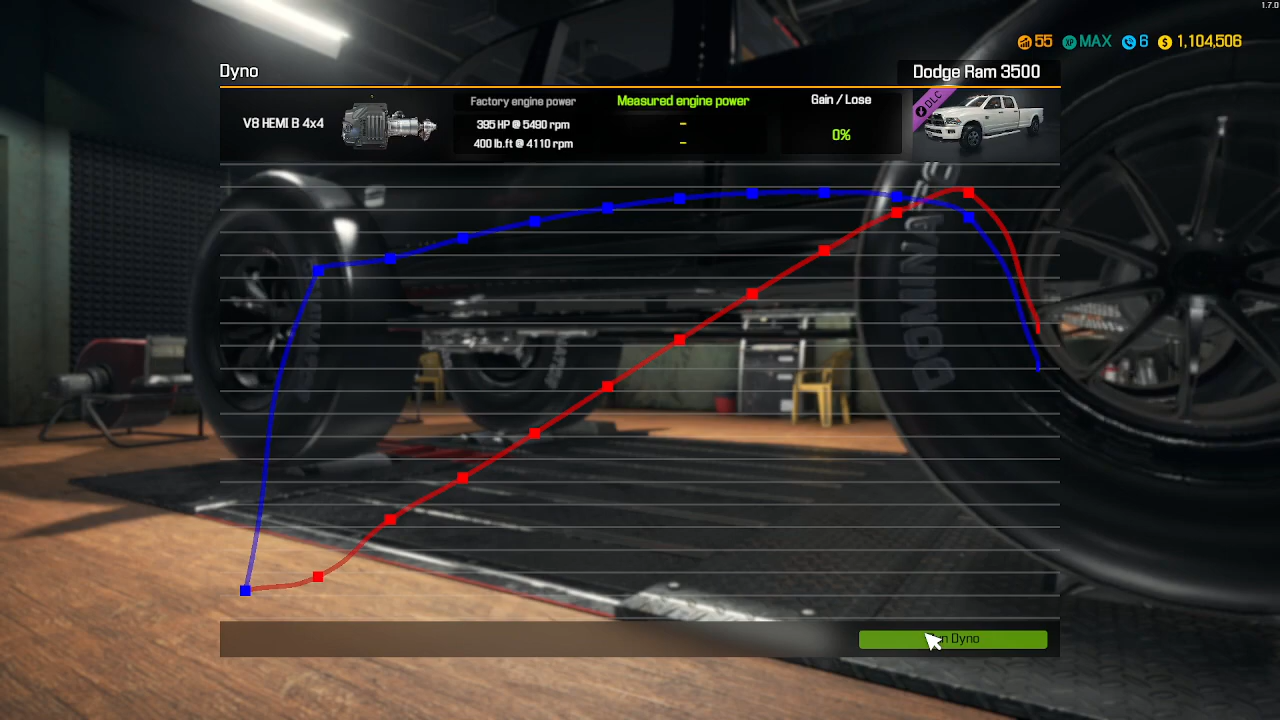 1.7.0
55 XP MAX 6 $ 1,104,506
Dyno
Dodge Ram 3500
V8 HEMI B 4x4
Factory engine power
395 HP @ 5490 rpm
400 lb.ft @ 4110 rpm
Measured engine power
-
-
Gain / Lose
0%
DLC
Dyno